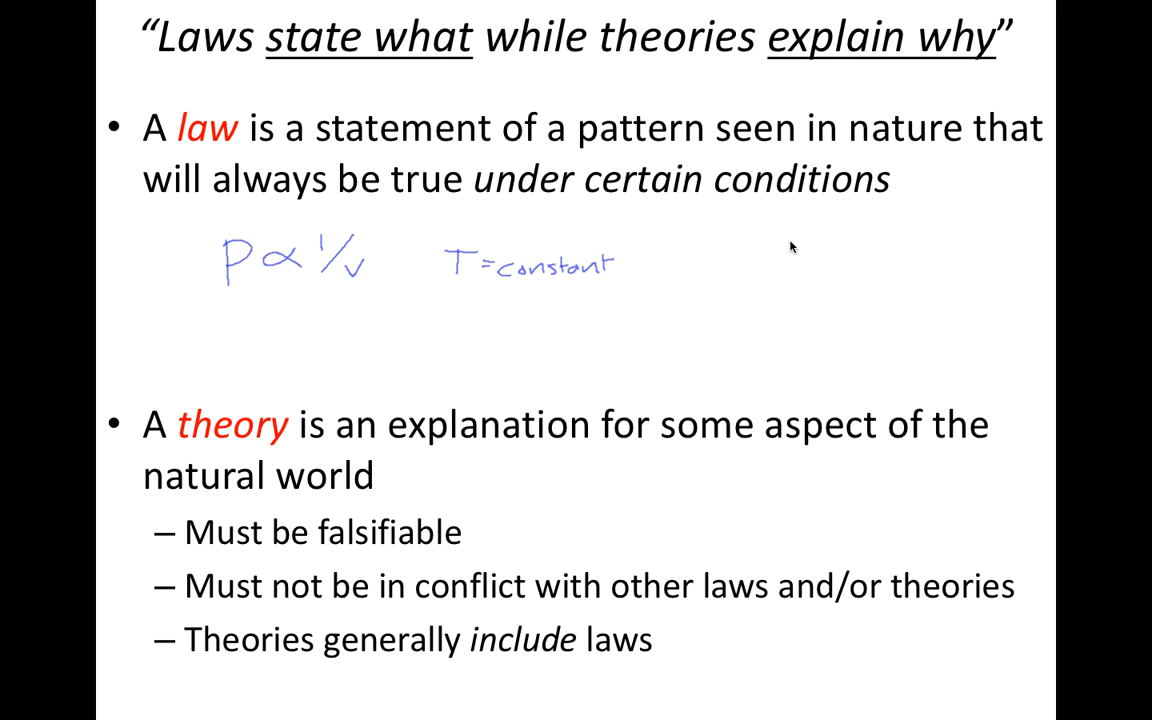 “Laws state what while theories explain why”
• A law is a statement of a pattern seen in nature that
will always be true under certain conditions
P ∝ 1/V T = constant
• A theory is an explanation for some aspect of the
natural world
– Must be falsifiable
– Must not be in conflict with other laws and/or theories
– Theories generally include laws